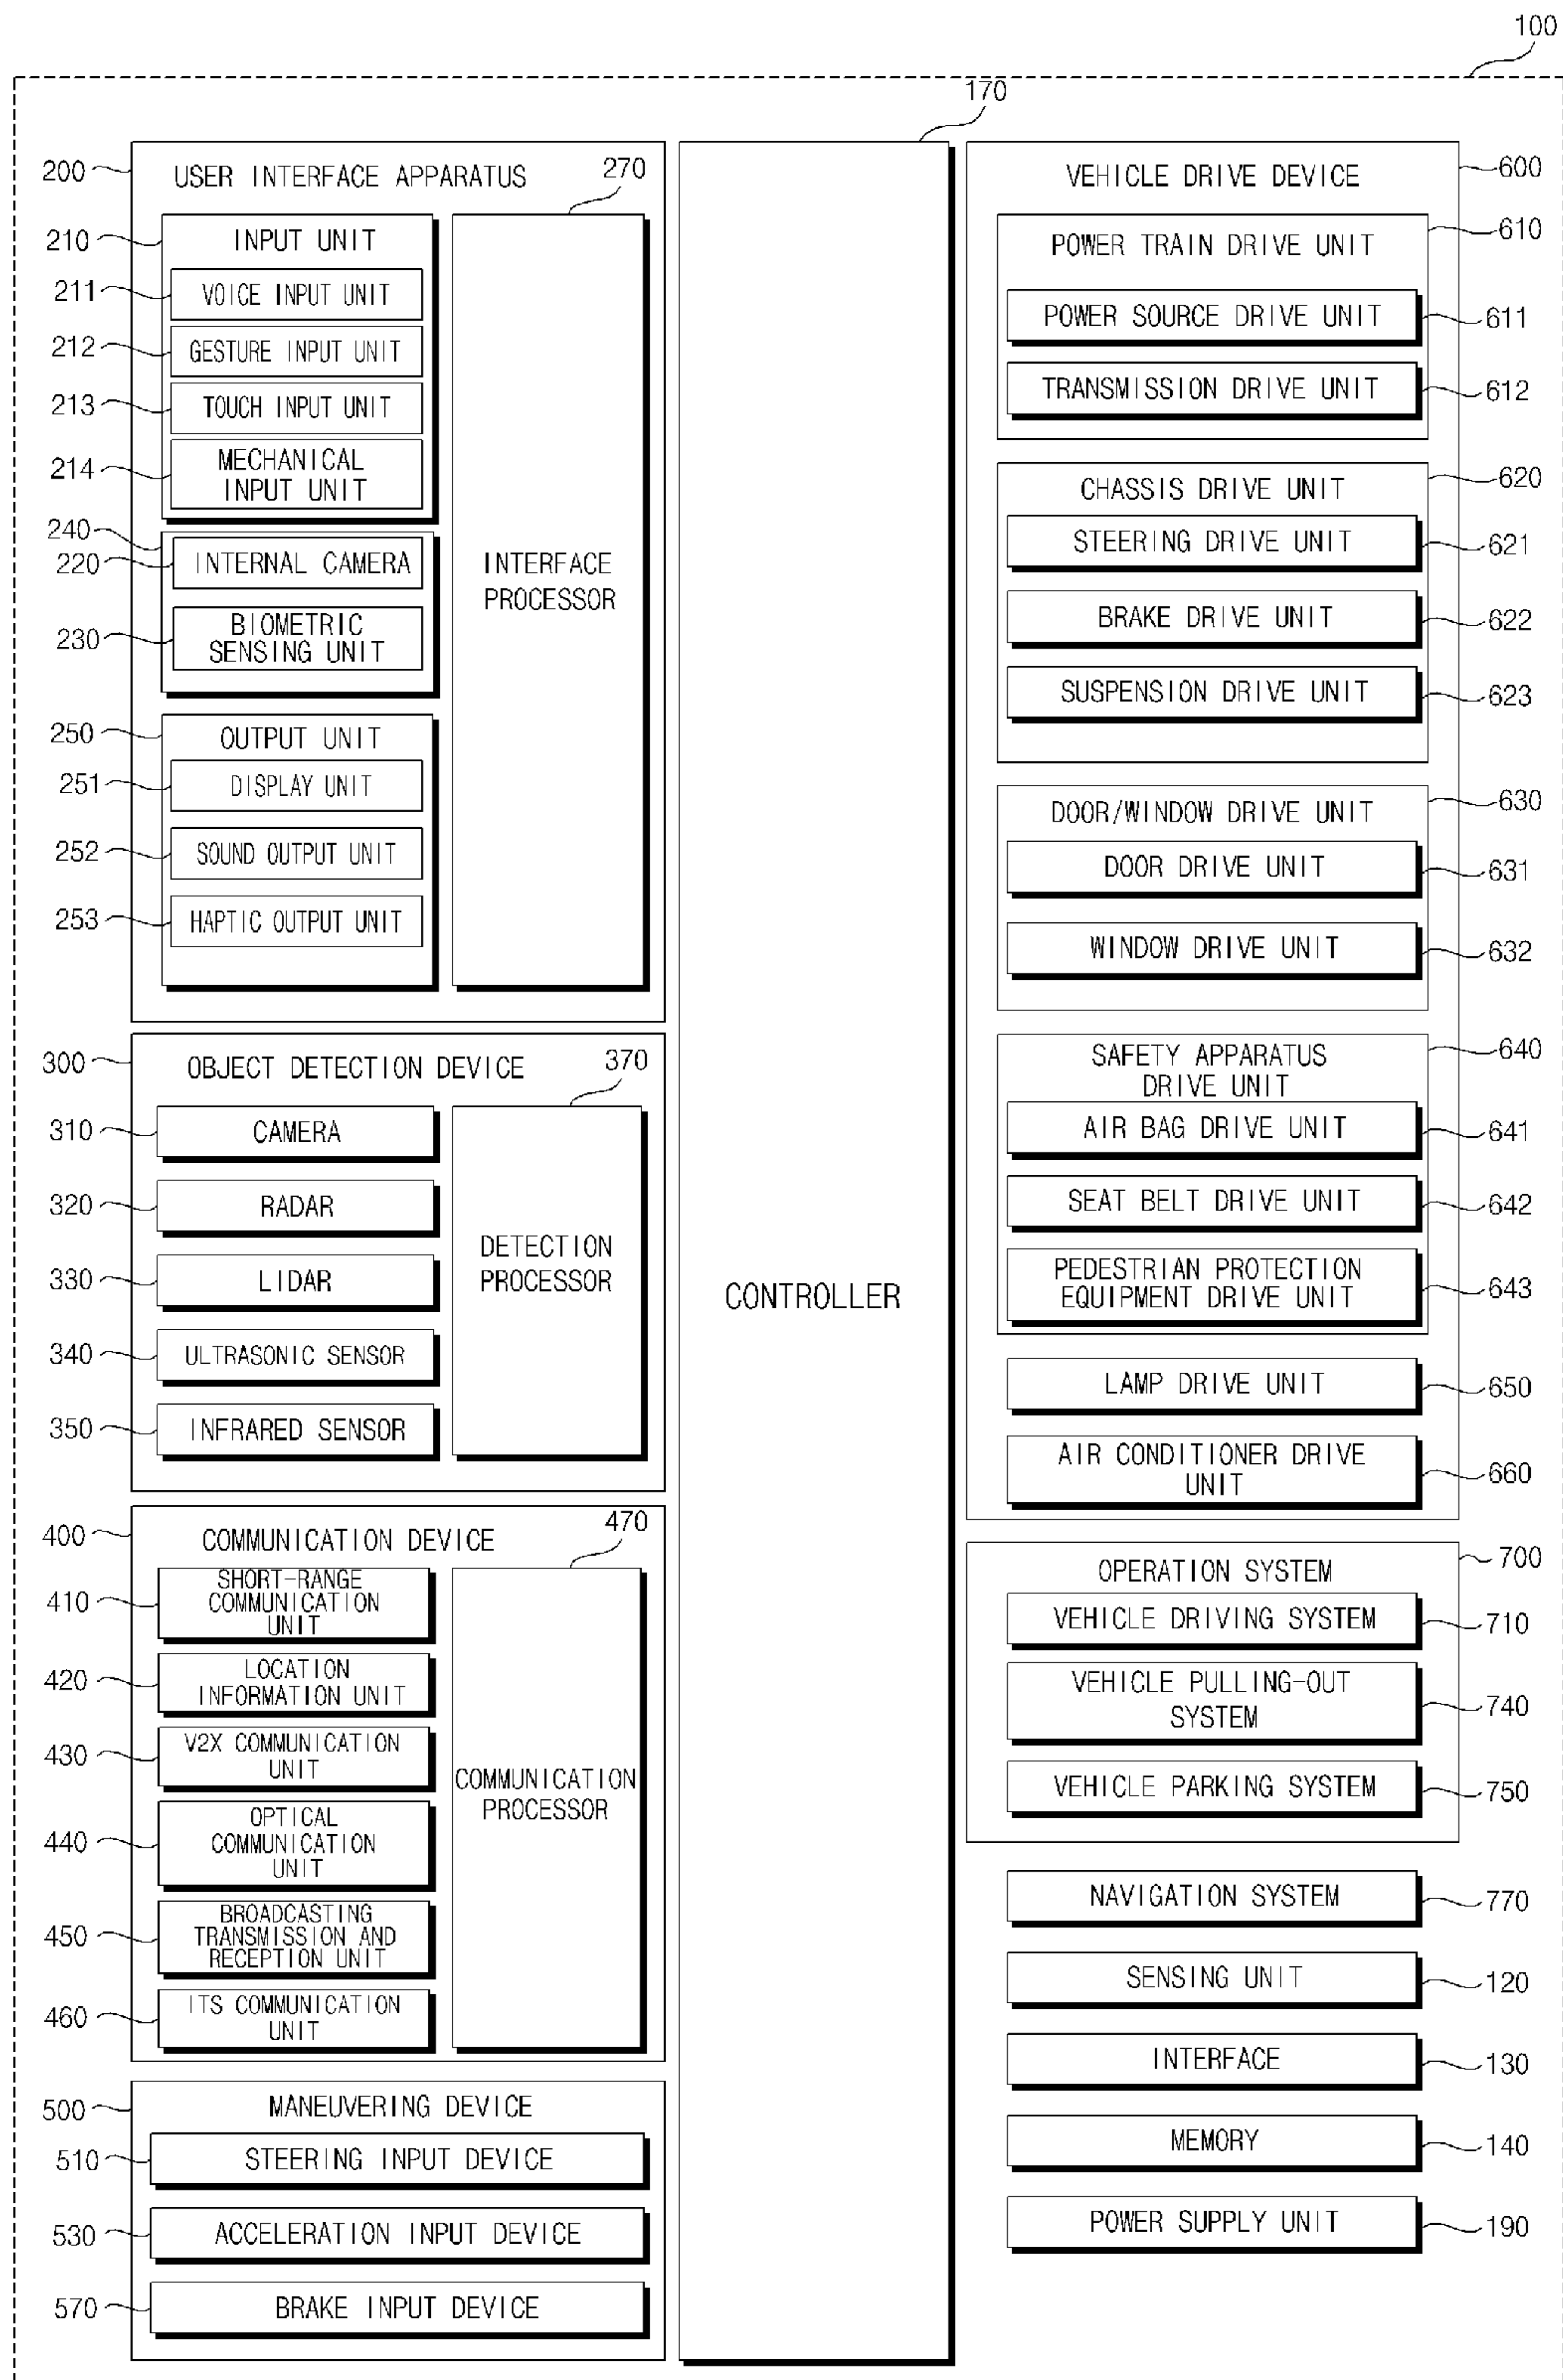 100
170
200
USER INTERFACE APPARATUS
270
210
INPUT UNIT
211
VOICE INPUT UNIT
212
GESTURE INPUT UNIT
213
TOUCH INPUT UNIT
214
MECHANICAL
INPUT UNIT
240
220
INTERNAL CAMERA
230
BIOMETRIC
SENSING UNIT
INTERFACE
PROCESSOR
250
OUTPUT UNIT
251
DISPLAY UNIT
252
SOUND OUTPUT UNIT
253
HAPTIC OUTPUT UNIT
300
OBJECT DETECTION DEVICE
370
310
CAMERA
320
RADAR
330
LIDAR
340
ULTRASONIC SENSOR
350
INFRARED SENSOR
DETECTION
PROCESSOR
400
COMMUNICATION DEVICE
470
410
SHORT-RANGE
COMMUNICATION
UNIT
420
LOCATION
INFORMATION UNIT
430
V2X COMMUNICATION
UNIT
440
OPTICAL
COMMUNICATION
UNIT
450
BROADCASTING
TRANSMISSION AND
RECEPTION UNIT
460
ITS COMMUNICATION
UNIT
COMMUNICATION
PROCESSOR
500
MANEUVERING DEVICE
510
STEERING INPUT DEVICE
530
ACCELERATION INPUT DEVICE
570
BRAKE INPUT DEVICE
CONTROLLER
VEHICLE DRIVE DEVICE
600
POWER TRAIN DRIVE UNIT
610
POWER SOURCE DRIVE UNIT
611
TRANSMISSION DRIVE UNIT
612
CHASSIS DRIVE UNIT
620
STEERING DRIVE UNIT
621
BRAKE DRIVE UNIT
622
SUSPENSION DRIVE UNIT
623
DOOR/WINDOW DRIVE UNIT
630
DOOR DRIVE UNIT
631
WINDOW DRIVE UNIT
632
SAFETY APPARATUS
DRIVE UNIT
640
AIR BAG DRIVE UNIT
641
SEAT BELT DRIVE UNIT
642
PEDESTRIAN PROTECTION
EQUIPMENT DRIVE UNIT
643
LAMP DRIVE UNIT
650
AIR CONDITIONER DRIVE
UNIT
660
OPERATION SYSTEM
700
VEHICLE DRIVING SYSTEM
710
VEHICLE PULLING-OUT
SYSTEM
740
VEHICLE PARKING SYSTEM
750
NAVIGATION SYSTEM
770
SENSING UNIT
120
INTERFACE
130
MEMORY
140
POWER SUPPLY UNIT
190